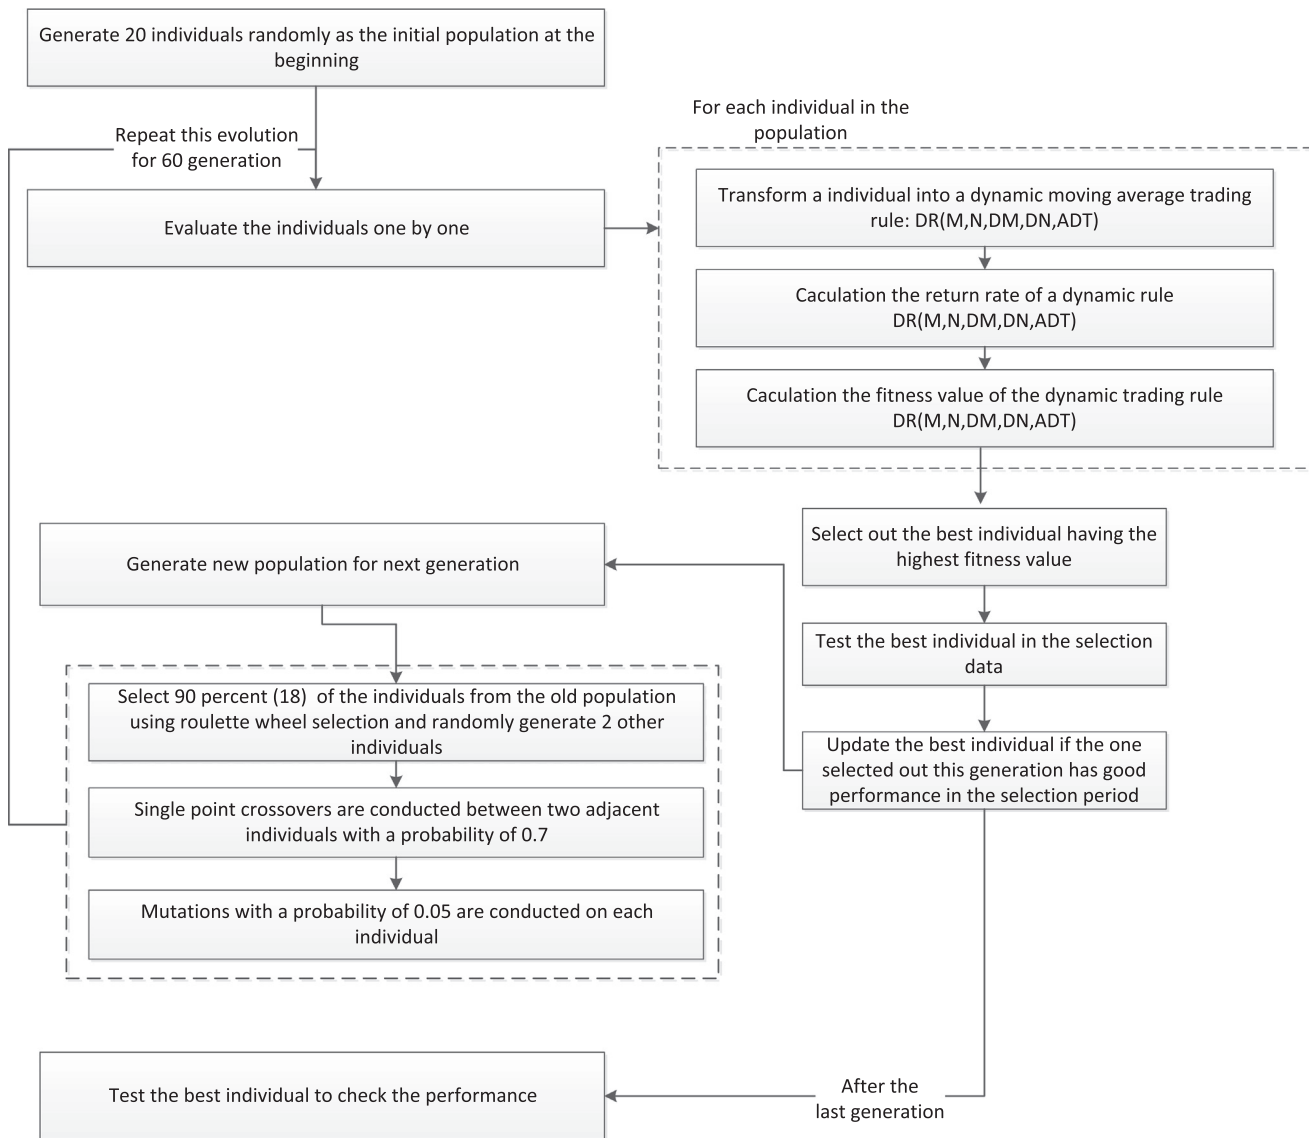 Generate 20 individuals randomly as the initial population at the
beginning
Repeat this evolution
for 60 generation
Evaluate the individuals one by one
For each individual in the
population
Transform a individual into a dynamic moving average trading
rule: DR(M,N,DM,DN,ADT)
Caculation the return rate of a dynamic rule
DR(M,N,DM,DN,ADT)
Caculation the fitness value of the dynamic trading rule
DR(M,N,DM,DN,ADT)
Select out the best individual having the
highest fitness value
Test the best individual in the selection
data
Update the best individual if the one
selected out this generation has good
performance in the selection period
Generate new population for next generation
Select 90 percent (18) of the individuals from the old population
using roulette wheel selection and randomly generate 2 other
individuals
Single point crossovers are conducted between two adjacent
individuals with a probability of 0.7
Mutations with a probability of 0.05 are conducted on each
individual
After the
last generation
Test the best individual to check the performance